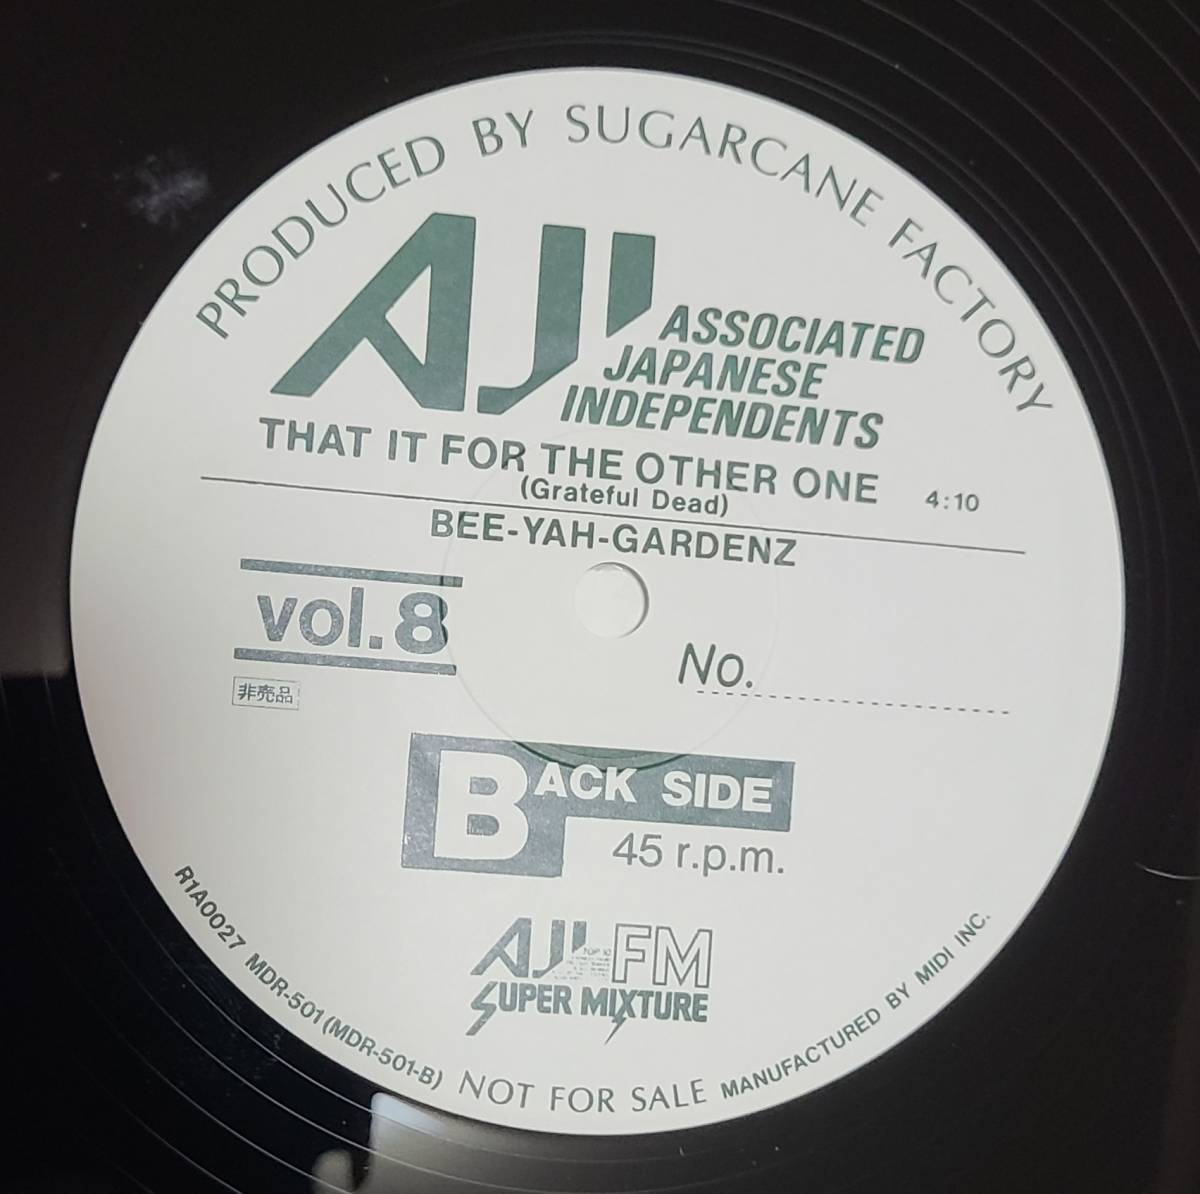 PRODUCED BY SUGARCANE FACTORY
AJI
ASSOCIATED
JAPANESE
INDEPENDENTS
THAT IT FOR THE OTHER ONE 4:10
(Grateful Dead)
BEE-YAH-GARDENZ
vol.8
No.
非売品
BACK SIDE
45 r.p.m.
AJI FM
TOP 10
SUPER MIXTURE
R1A0027 MDR-501 (MDR-501-B) NOT FOR SALE MANUFACTURED BY MIDI INC.